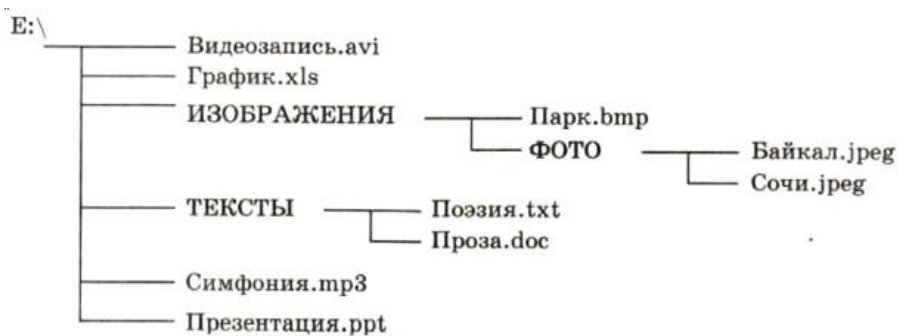 E:\
Видеозапись.avi
График.xls
ИЗОБРАЖЕНИЯ Парк.bmp
ФОТО Байкал.jpeg
Сочи.jpeg
ТЕКСТЫ Поэзия.txt
Проза.doc
Симфония.mp3
Презентация.ppt